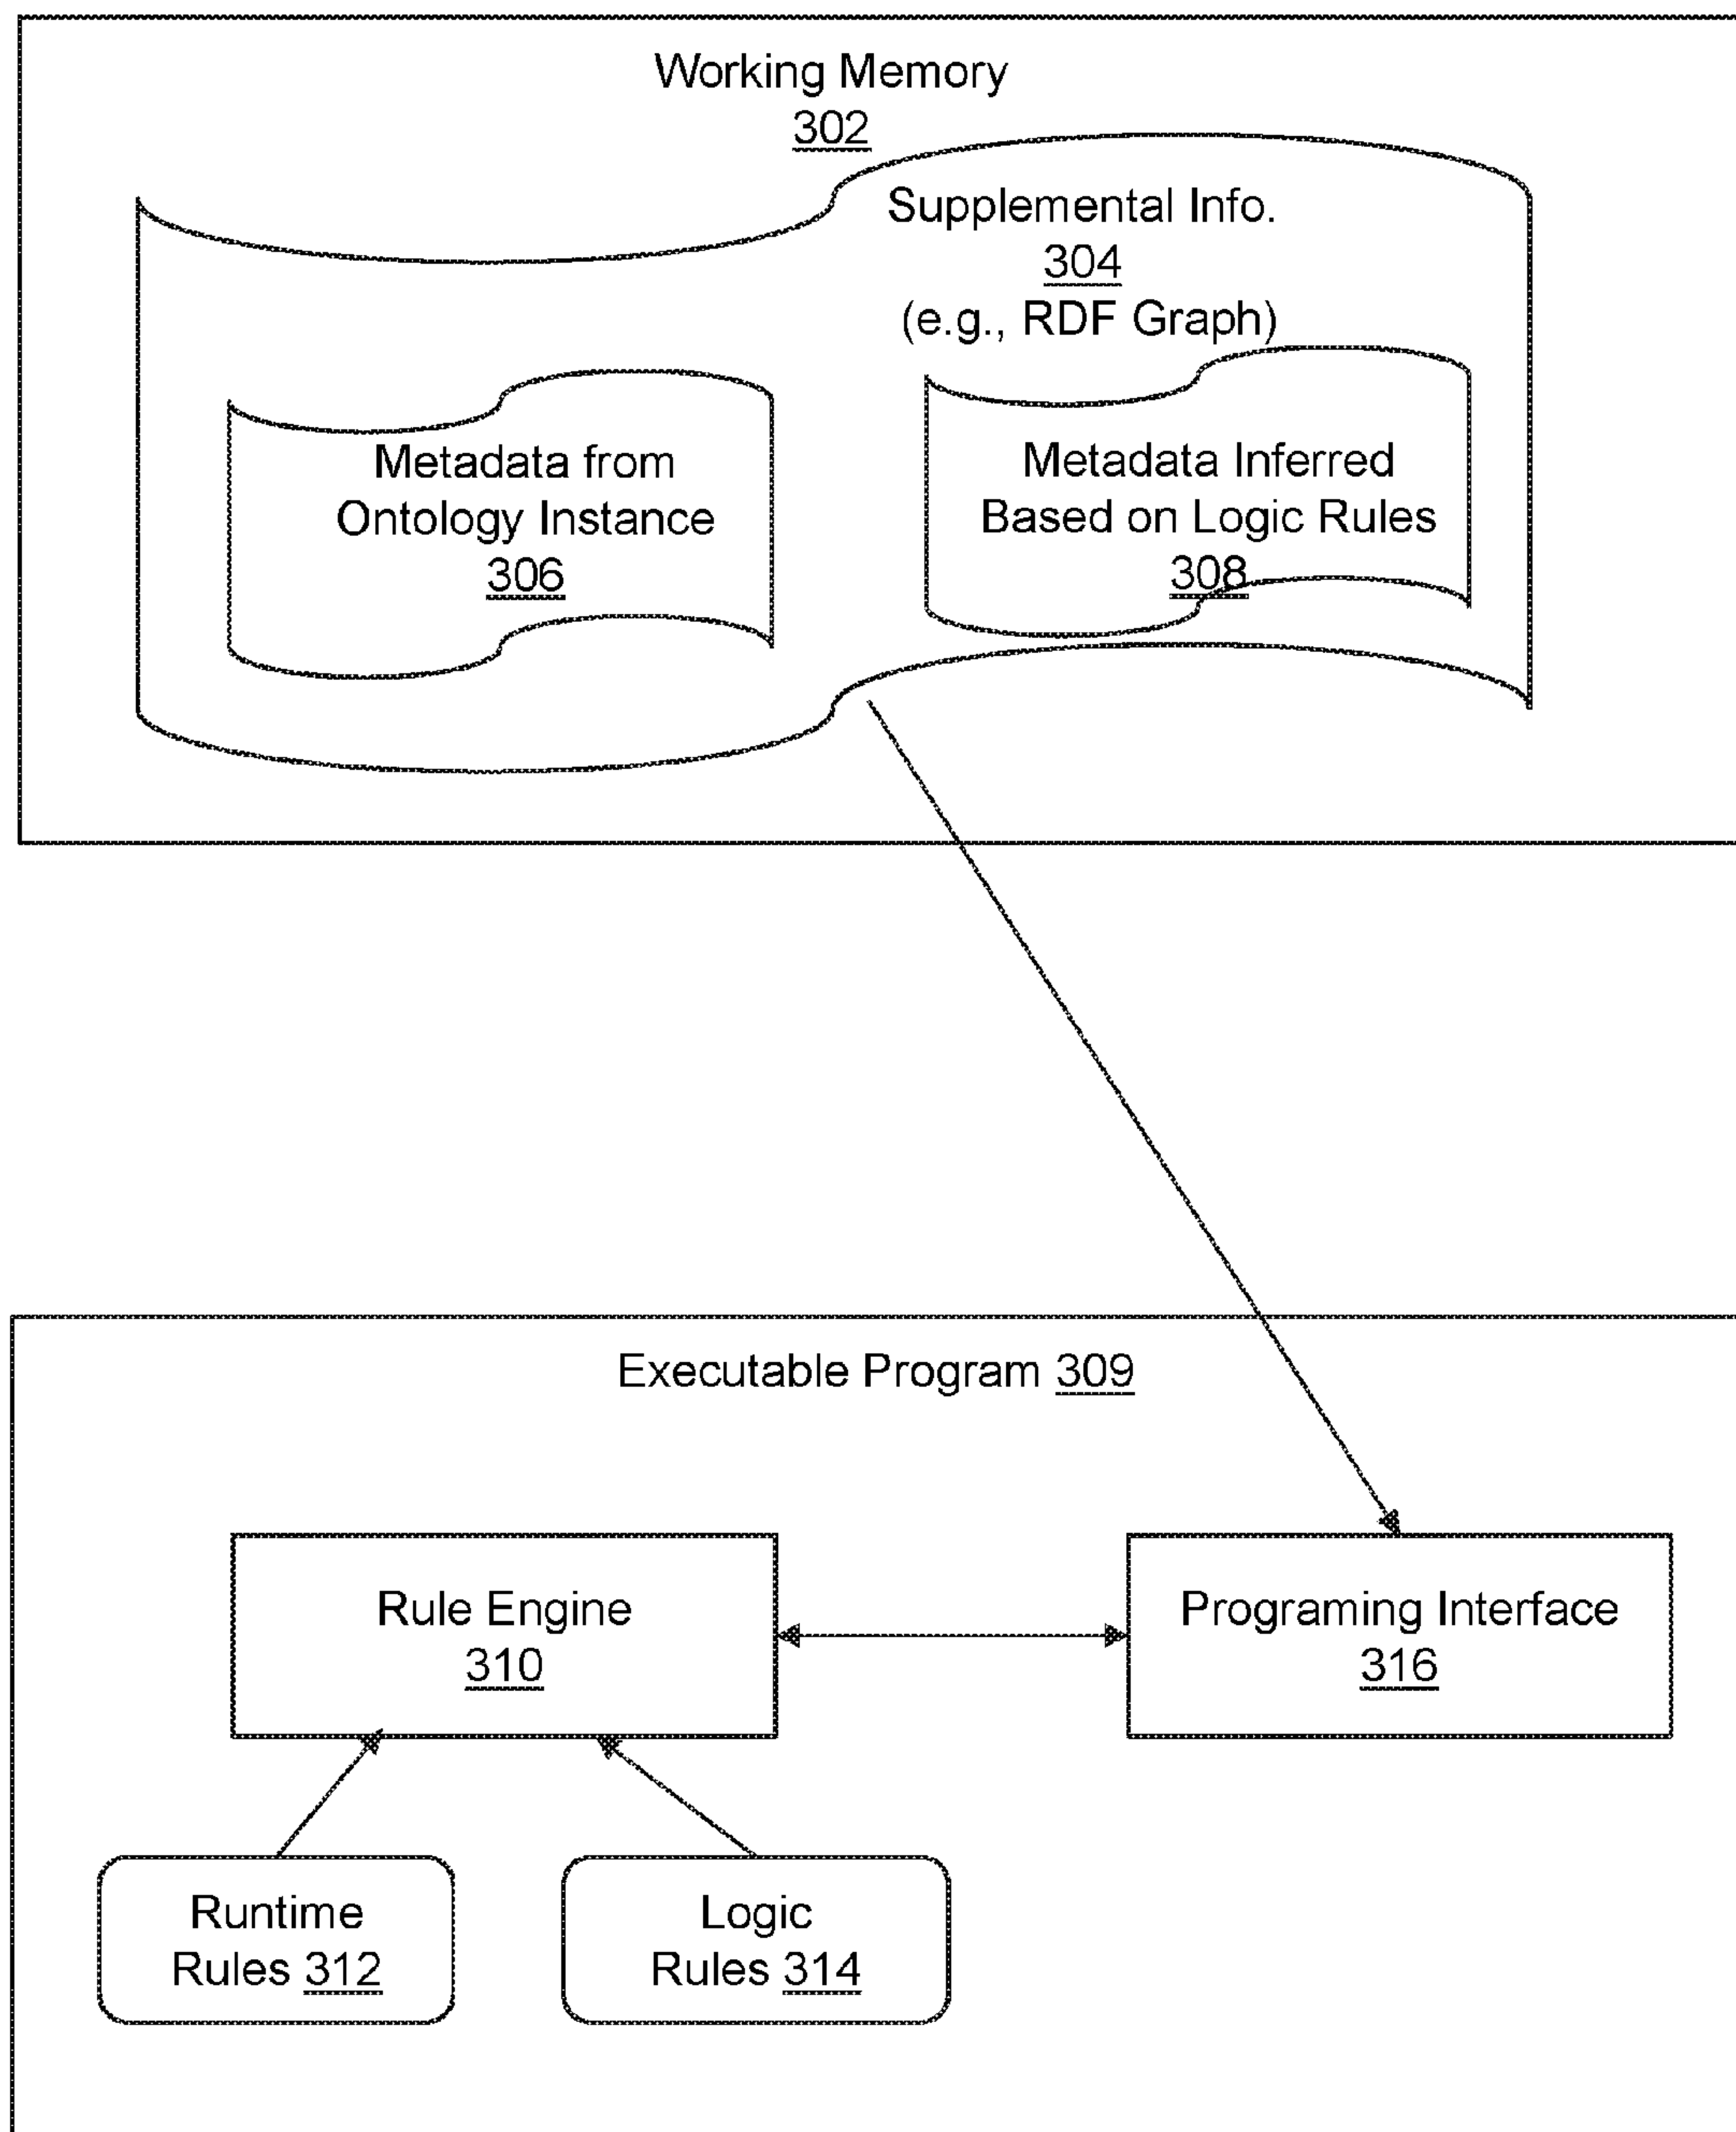 Working Memory
302
Supplemental Info.
304
(e.g., RDF Graph)
Metadata from
Ontology Instance
306
Metadata Inferred
Based on Logic Rules
308
Executable Program 309
Rule Engine
310
Programing Interface
316
Runtime
Rules 312
Logic
Rules 314